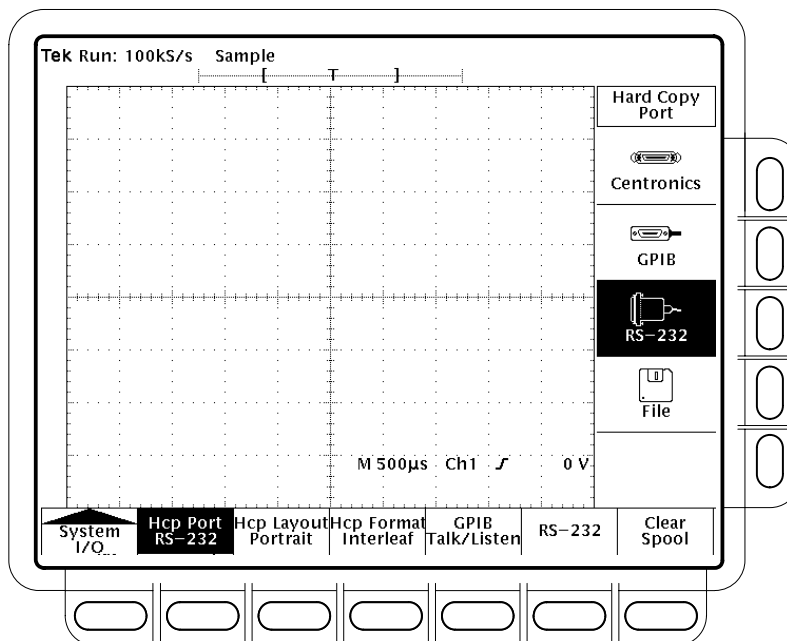 Tek Run: 100kS/s Sample
[ T ]
Hard Copy
Port
Centronics
GPIB
RS–232
File
M 500µs Ch1 0 V
System
I/O
Hcp Port
RS–232
Hcp Layout
Portrait
Hcp Format
Interleaf
GPIB
Talk/Listen
RS–232
Clear
Spool